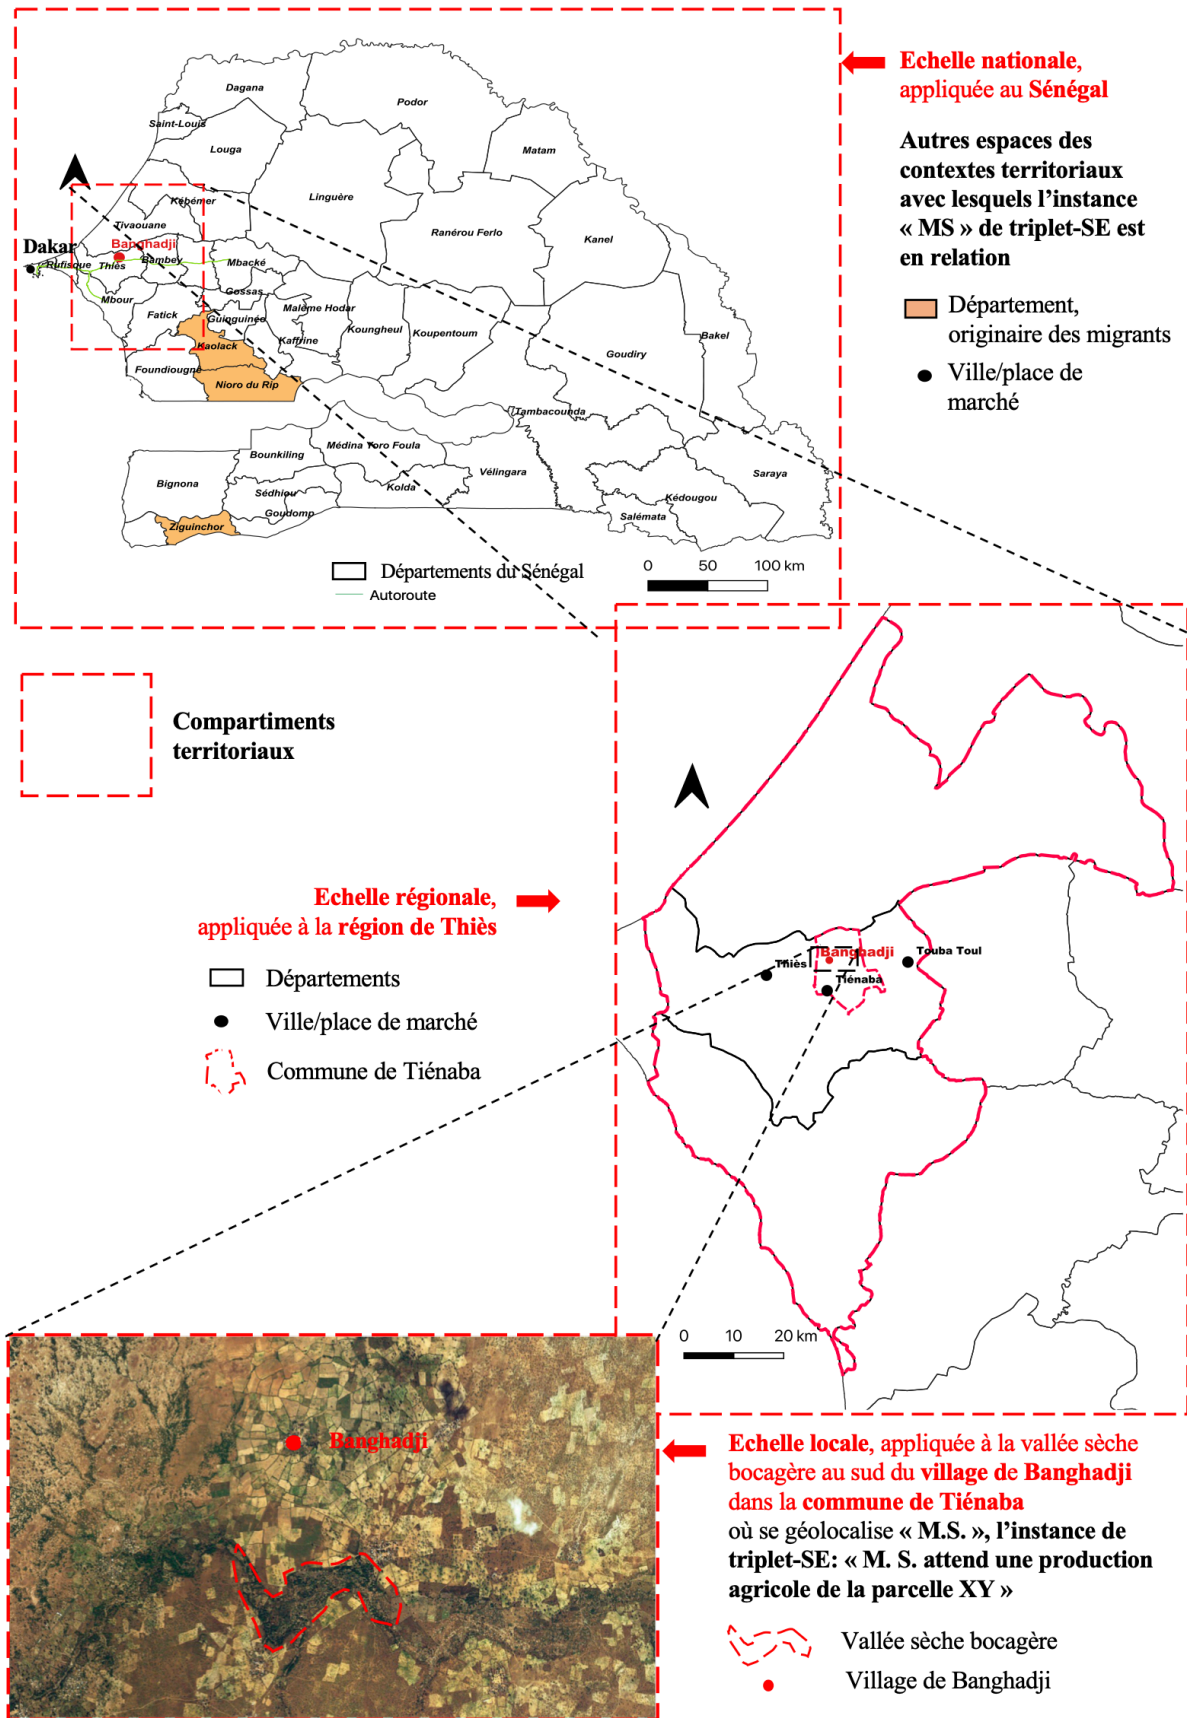 Echelle nationale,
appliquée au Sénégal
Autres espaces des
contextes territoriaux
avec lesquels l’instance
« MS » de triplet-SE est
en relation
Département,
originaire des migrants
Ville/place de
marché
Dagana
Podor
Saint-Louis
Louga
Matam
Linguère
Kébémer
Tivaouane
Ranérou Ferlo
Kanel
Dakar
Banghadji
Rufisque
Thiès
Bambey
Mbacké
Mbour
Gossas
Fatick
Guinguinéo
Malème Hodar
Koungheul
Koupentoum
Bakel
Kaolack
Kaffrine
Goudiry
Foundiougne
Nioro du Rip
Tambacounda
Médina Yoro Foula
Bounkiling
Vélingara
Saraya
Bignona
Sédhiou
Kolda
Kédougou
Goudomp
Salémata
Ziguinchor
Départements du Sénégal
Autoroute
0 50 100 km
Compartiments
territoriaux
Echelle régionale,
appliquée à la région de Thiès
Départements
Ville/place de marché
Commune de Tiénaba
Banghadji
Touba Toul
Thiès
Tiénaba
0 10 20 km
Banghadji
Echelle locale, appliquée à la vallée sèche
bocagère au sud du village de Banghadji
dans la commune de Tiénaba
où se géolocalise « M.S. », l’instance de
triplet-SE: « M. S. attend une production
agricole de la parcelle XY »
Vallée sèche bocagère
Village de Banghadji